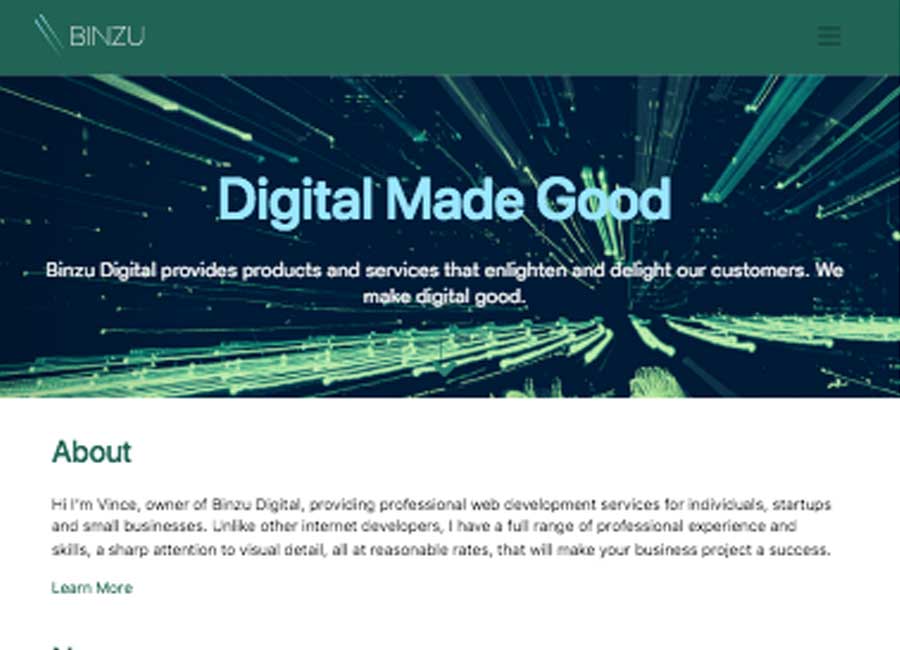 BINZU
Digital Made Good
Binzu Digital provides products and services that enlighten and delight our customers. We
make digital good.
About
Hi I'm Vince, owner of Binzu Digital, providing professional web development services for individuals, startups
and small businesses. Unlike other internet developers, I have a full range of professional experience and
skills, a sharp attention to visual detail, all at reasonable rates, that will make your business project a success.
Learn More